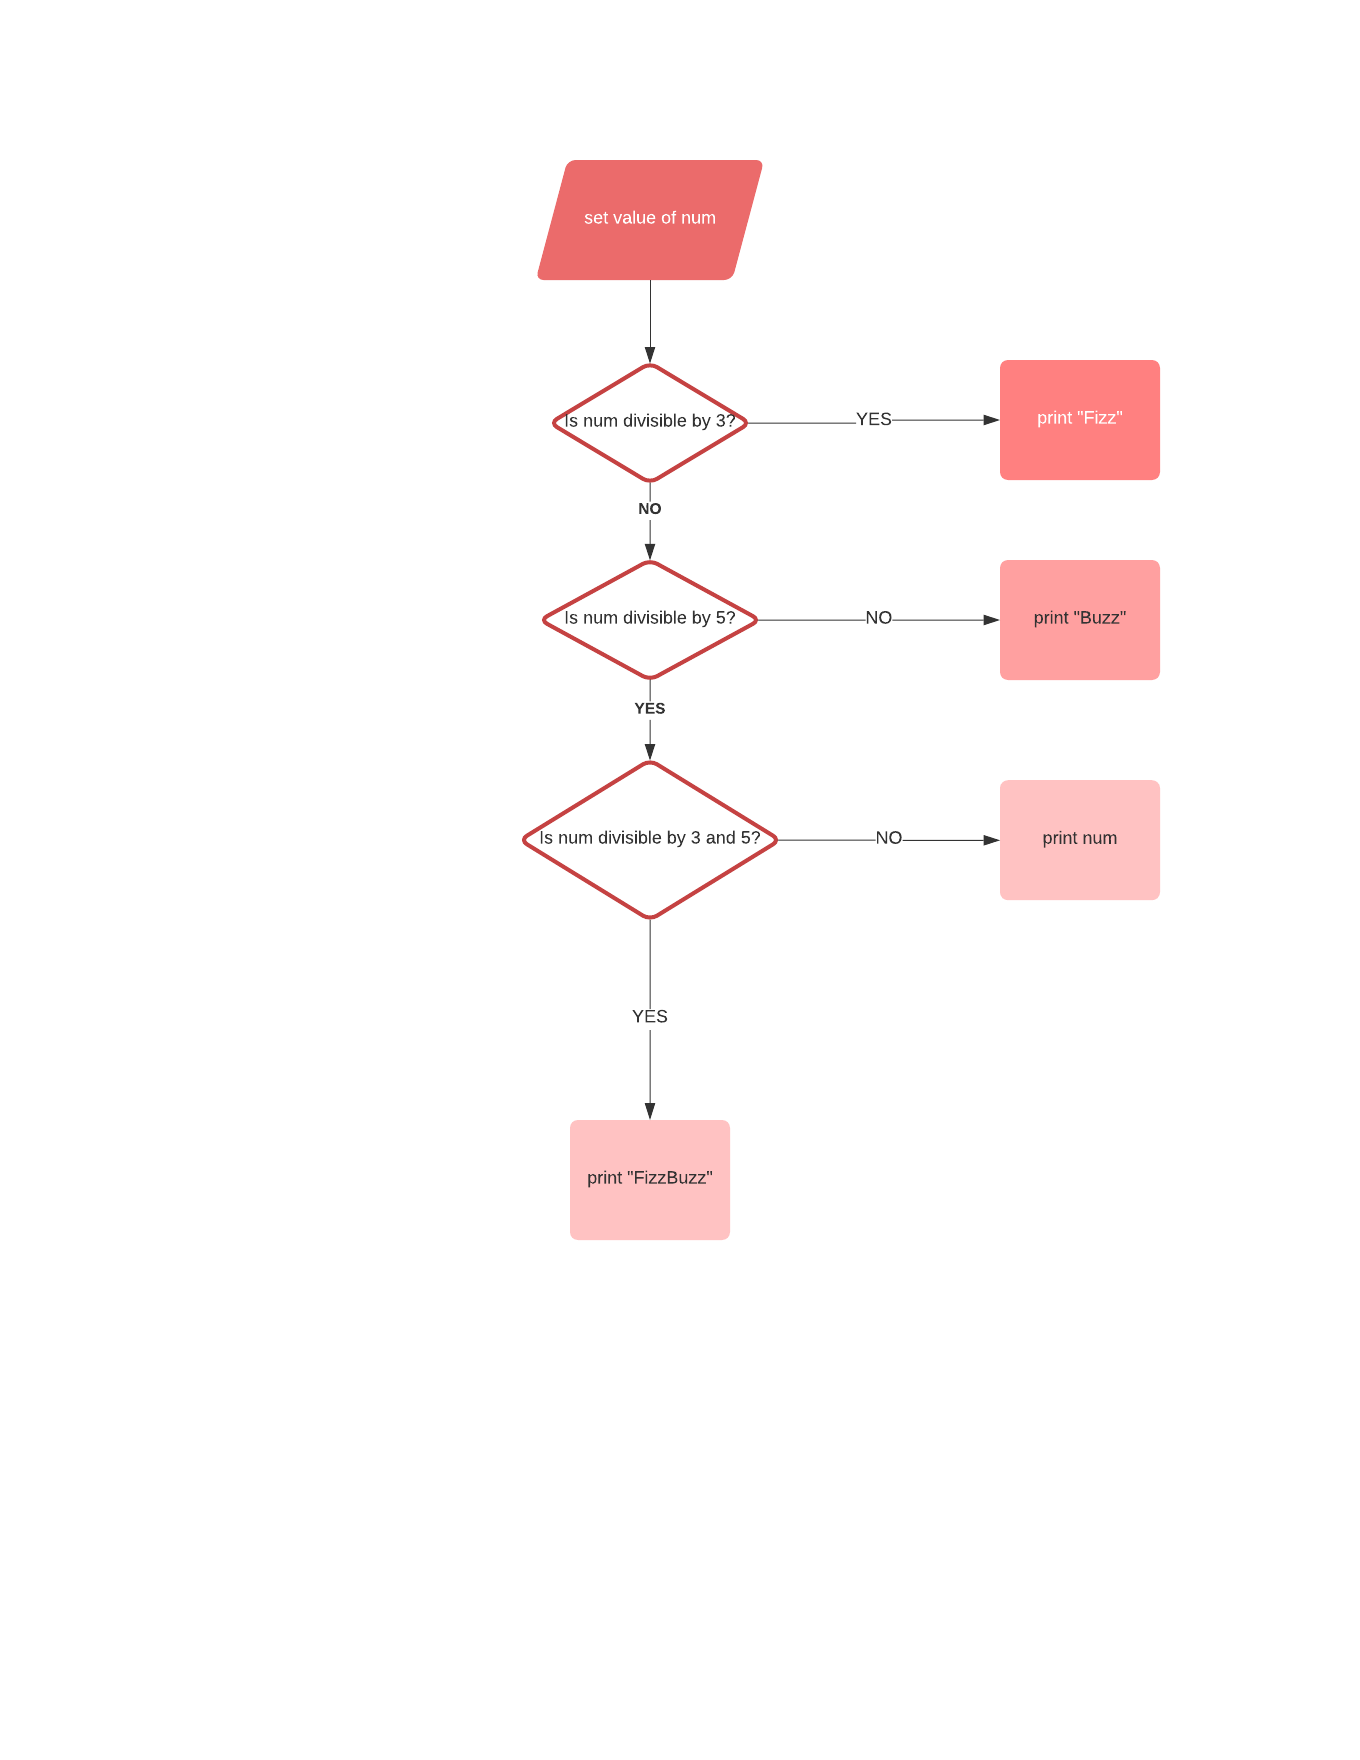 set value of num
Is num divisible by 3?
YES
print "Fizz"
NO
Is num divisible by 5?
NO
print "Buzz"
YES
Is num divisible by 3 and 5?
NO
print num
YES
print "FizzBuzz"